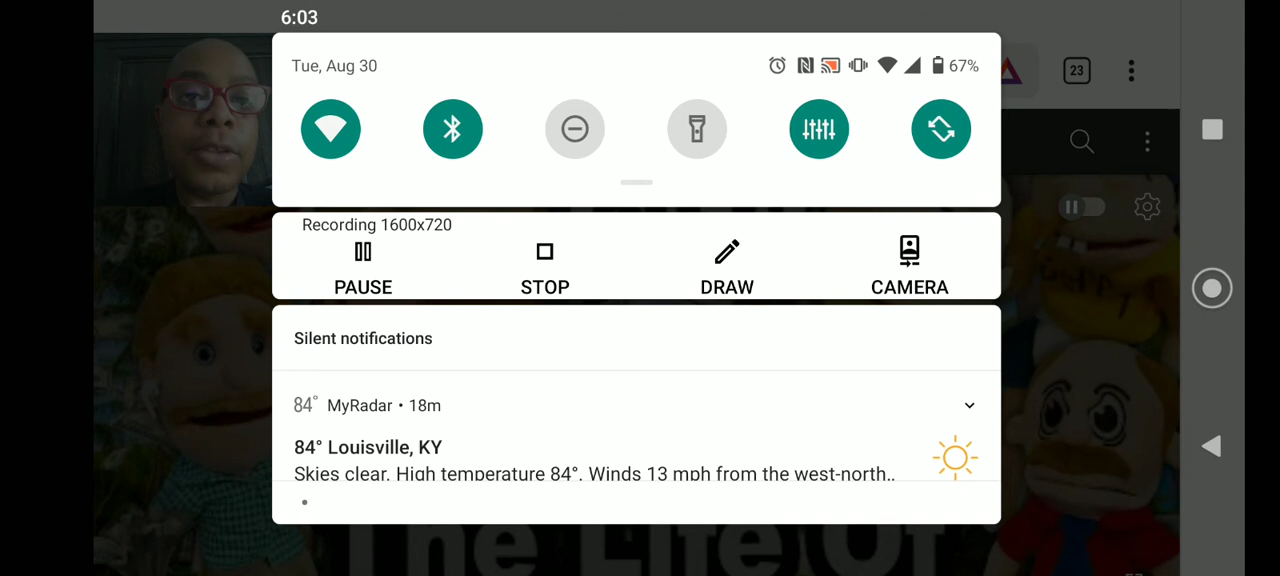 6:03
Tue, Aug 30
67%
23
Recording 1600x720
PAUSE
STOP
DRAW
CAMERA
Silent notifications
84° MyRadar • 18m
84° Louisville, KY
Skies clear. High temperature 84°. Winds 13 mph from the west-north..
The Life Of